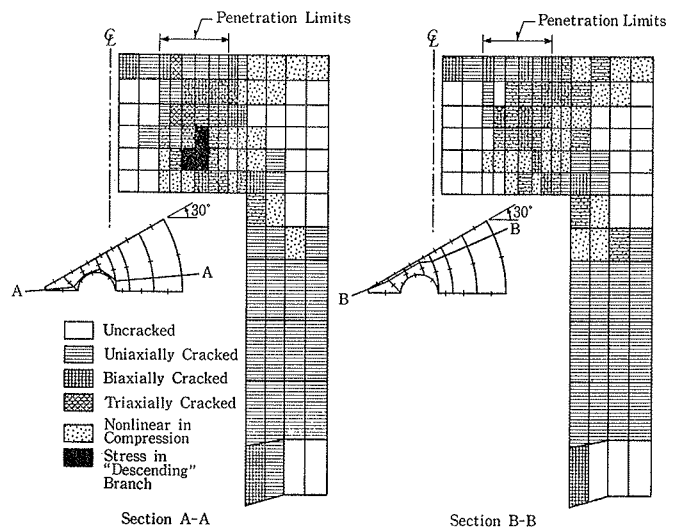 Penetration Limits
Penetration Limits
℄
℄
30°
A
A
30°
B
B
Uncracked
Uniaxially Cracked
Biaxially Cracked
Triaxially Cracked
Nonlinear in
Compression
Stress in
"Descending"
Branch
Section A-A
Section B-B